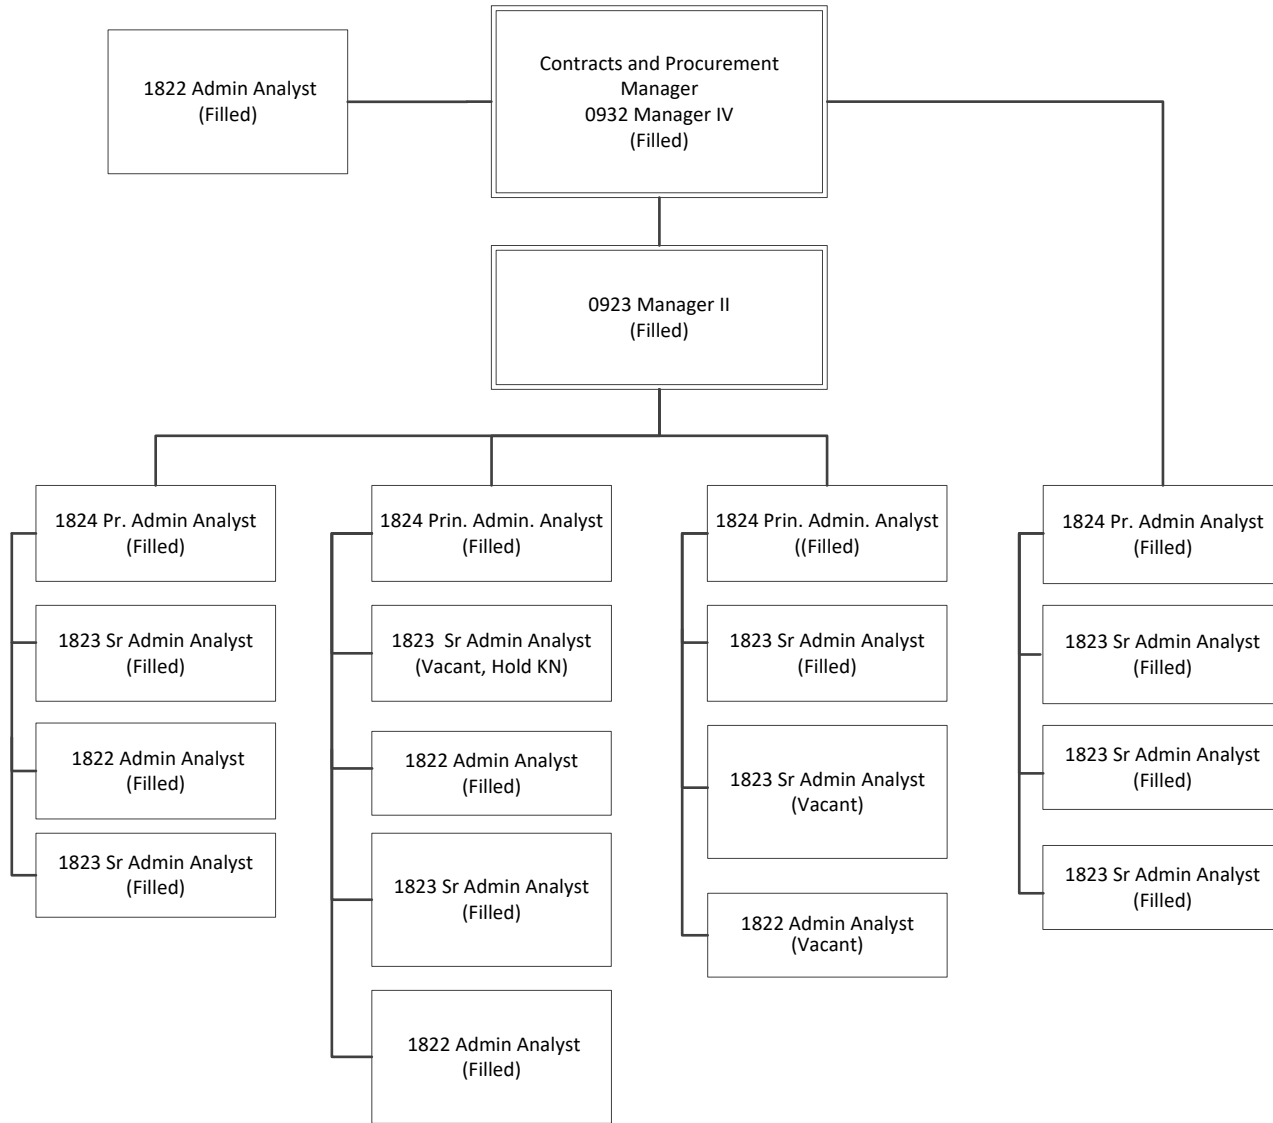 1822 Admin Analyst
(Filled)
Contracts and Procurement
Manager
0932 Manager IV
(Filled)
0923 Manager II
(Filled)
1824 Pr. Admin Analyst
(Filled)
1823 Sr Admin Analyst
(Filled)
1822 Admin Analyst
(Filled)
1823 Sr Admin Analyst
(Filled)
1824 Prin. Admin. Analyst
(Filled)
1823  Sr Admin Analyst
(Vacant, Hold KN)
1822 Admin Analyst
(Filled)
1823 Sr Admin Analyst
(Filled)
1822 Admin Analyst
(Filled)
1824 Prin. Admin. Analyst
((Filled)
1823 Sr Admin Analyst
(Filled)
1823 Sr Admin Analyst
(Vacant)
1822 Admin Analyst
(Vacant)
1824 Pr. Admin Analyst
(Filled)
1823 Sr Admin Analyst
(Filled)
1823 Sr Admin Analyst
(Filled)
1823 Sr Admin Analyst
(Filled)